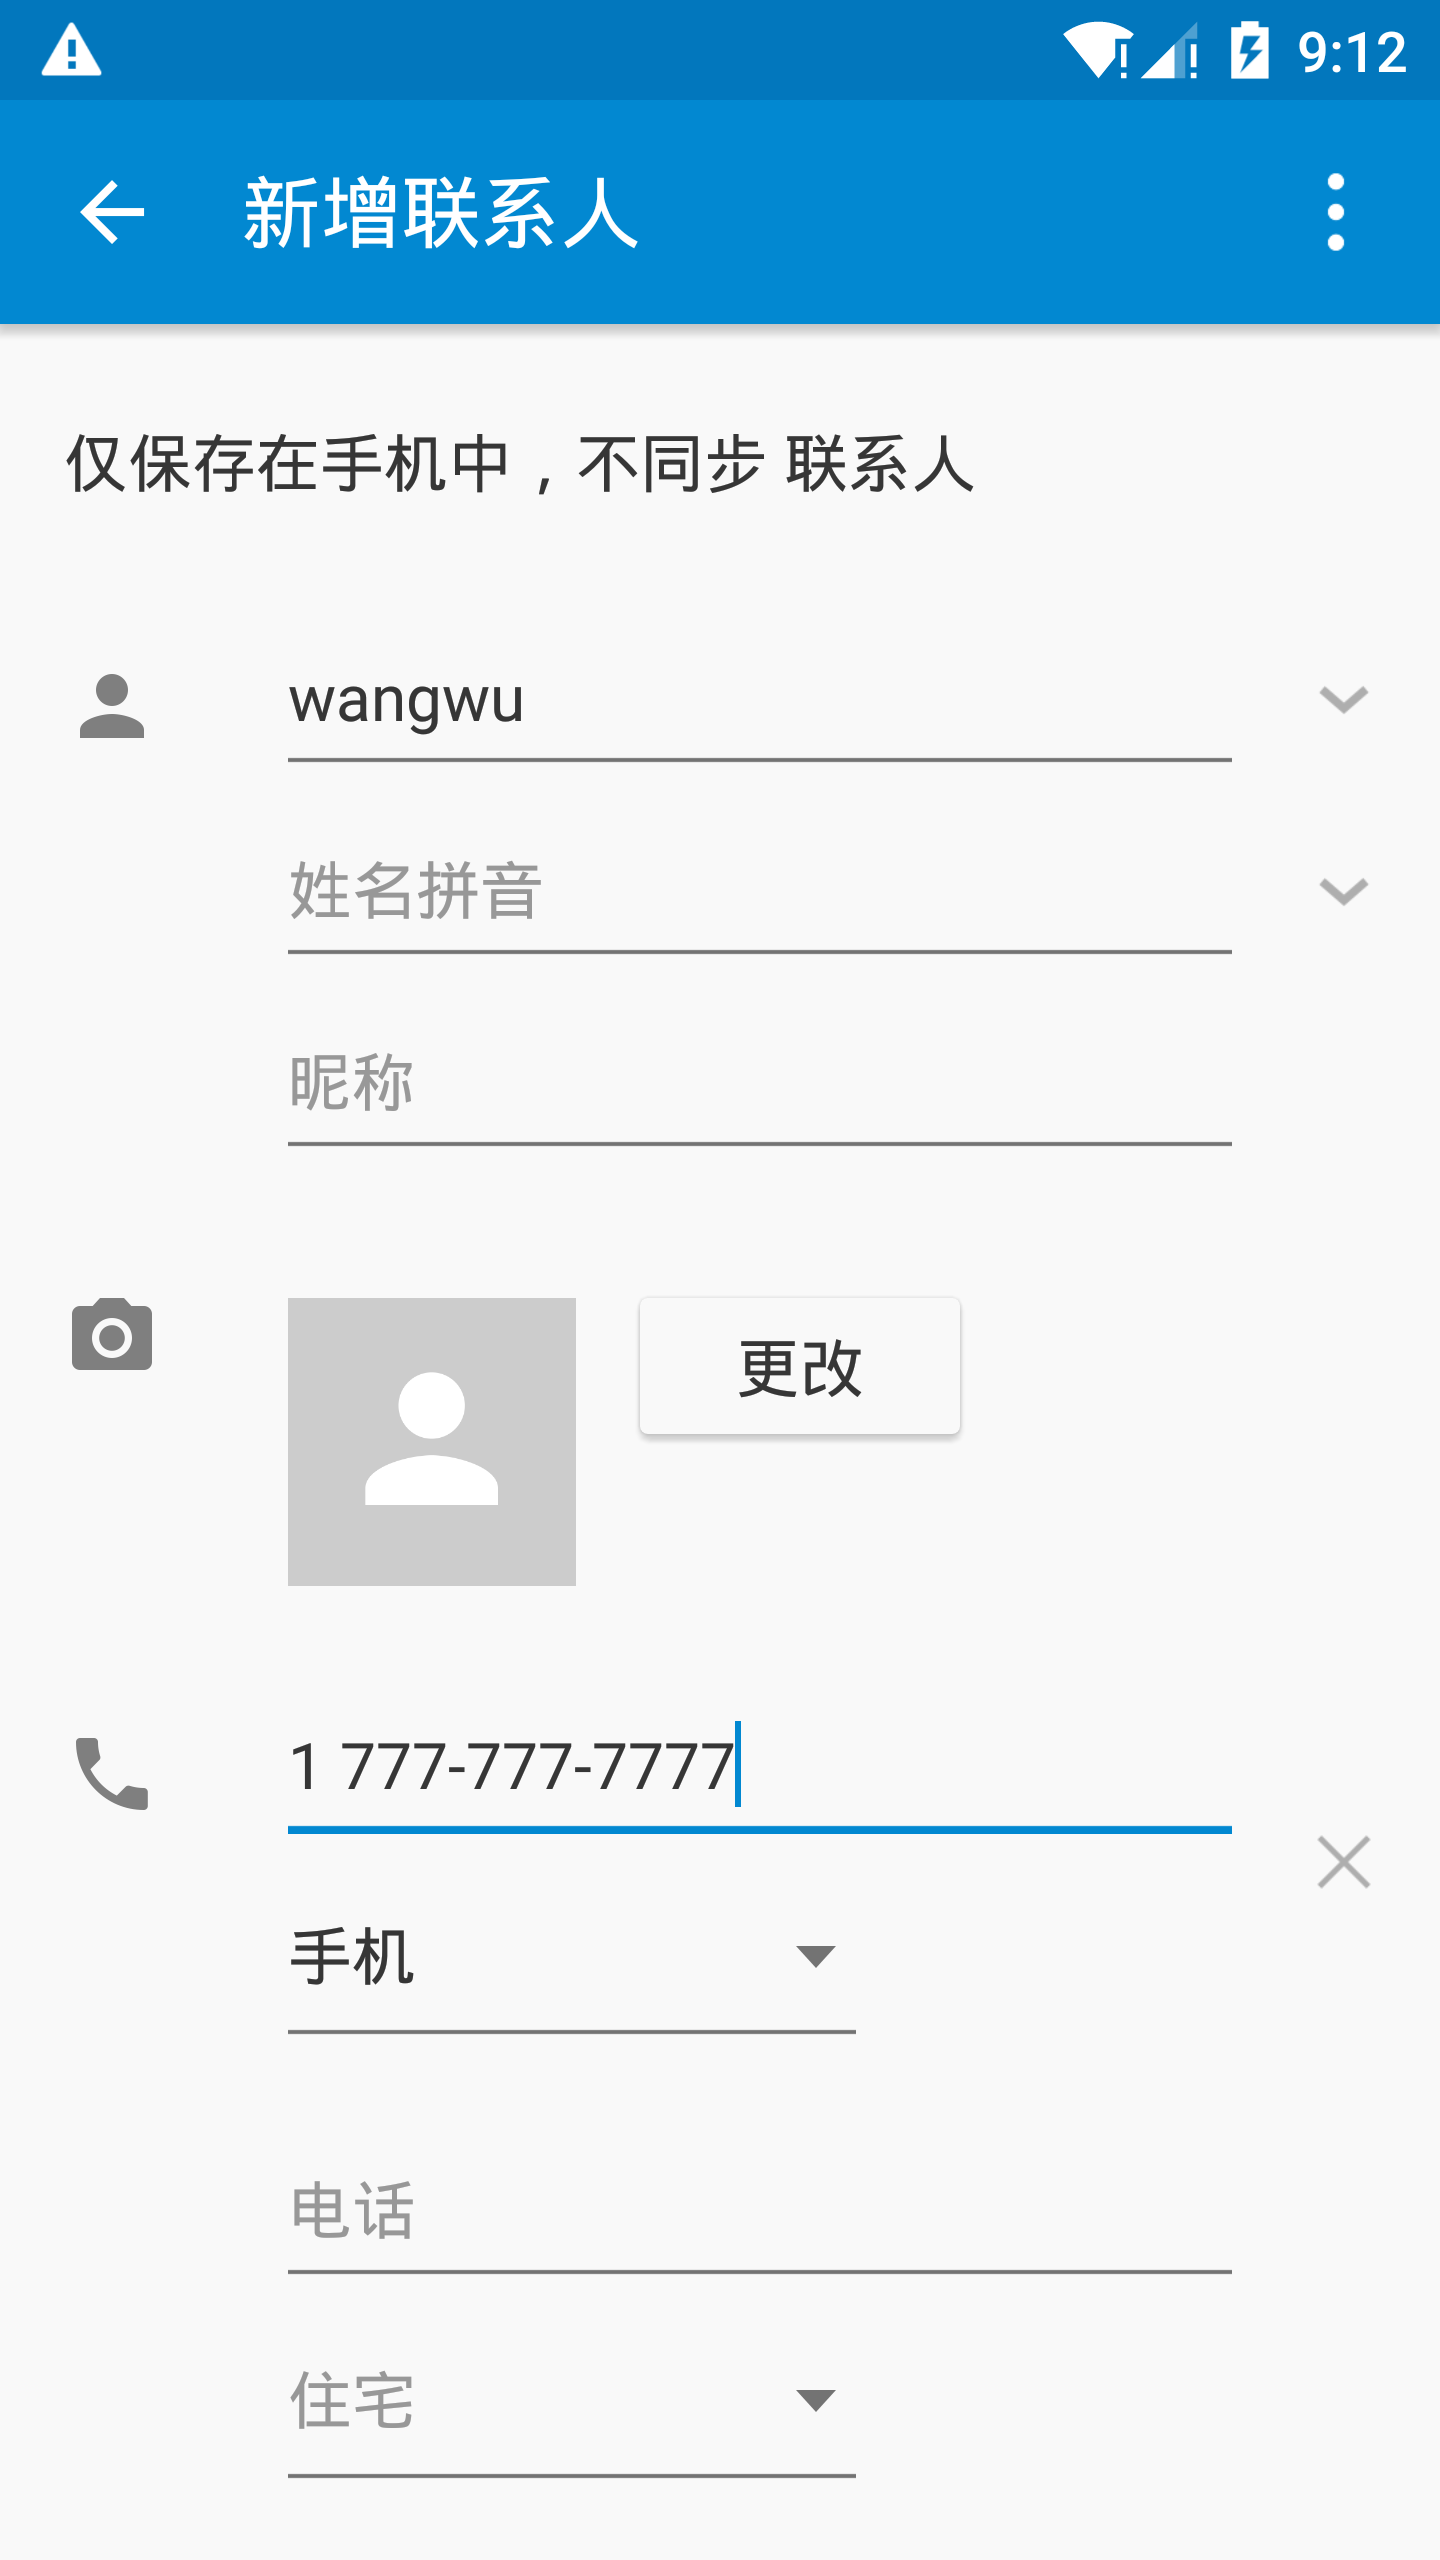 9:12
新增联系人
仅保存在手机中，不同步 联系人
wangwu
姓名拼音
昵称
更改
1 777-777-7777
手机
电话
住宅